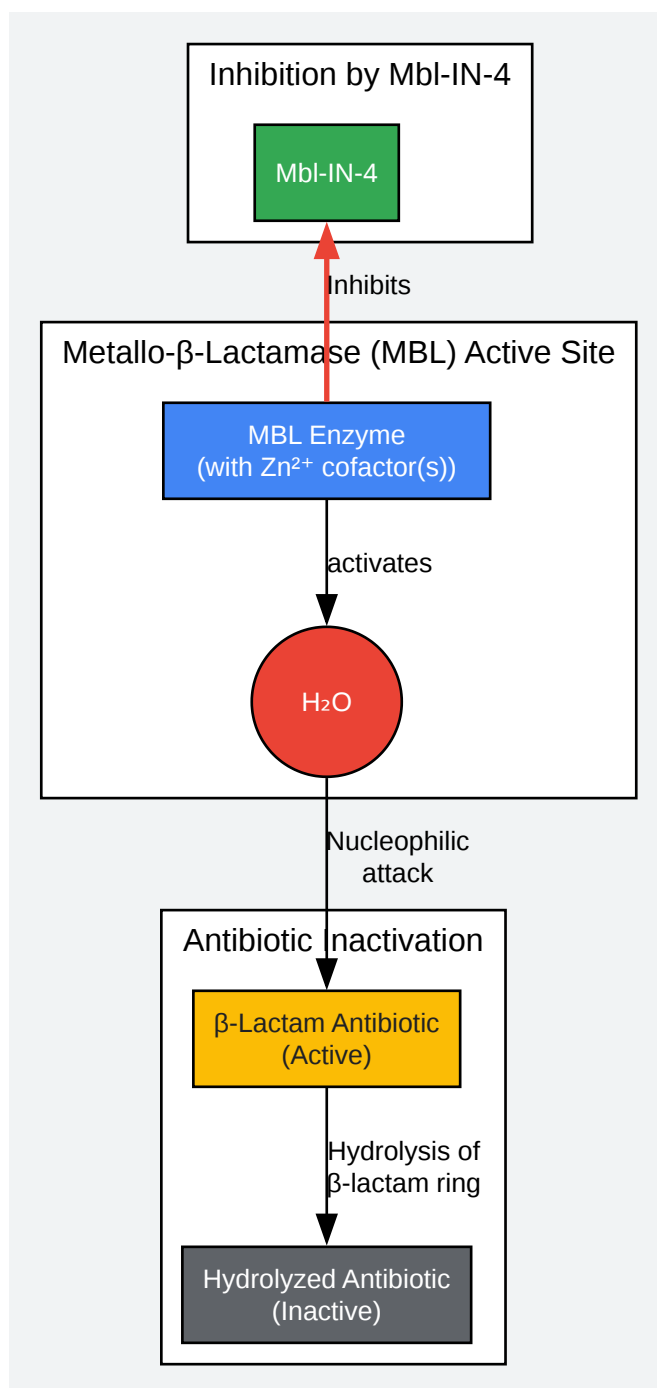 Inhibition by Mbl-IN-4
Mbl-IN-4
Inhibits
Metallo-β-Lactamase (MBL) Active Site
MBL Enzyme
(with Zn²⁺ cofactor(s))
activates
H₂O
Nucleophilic
attack
Antibiotic Inactivation
β-Lactam Antibiotic
(Active)
Hydrolysis of
β-lactam ring
Hydrolyzed Antibiotic
(Inactive)